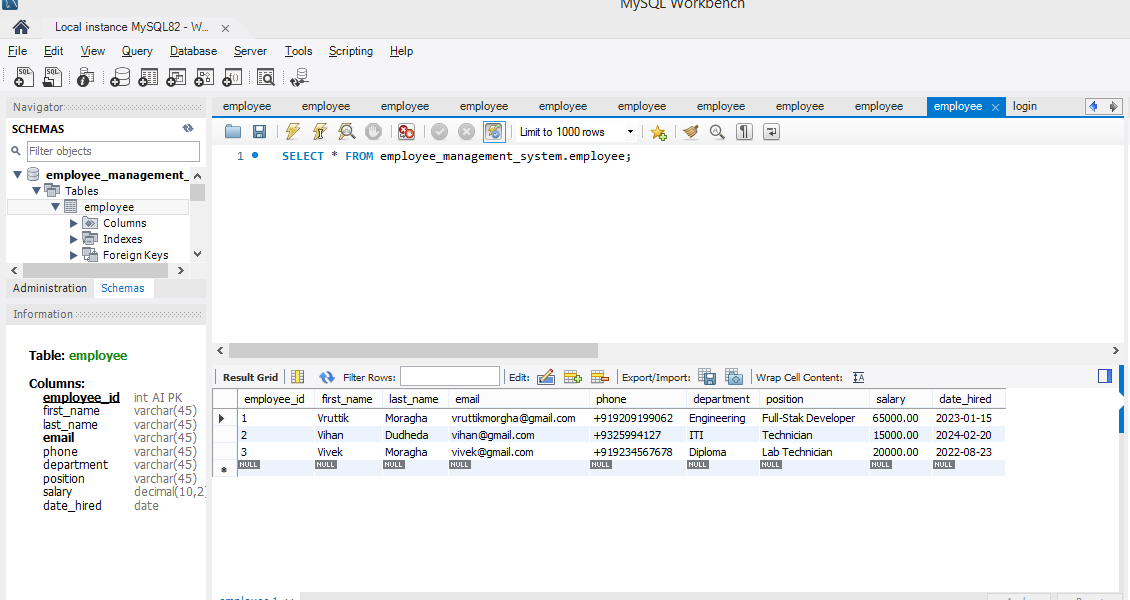 MySQL Workbench
Local instance MySQL82 - W...
File Edit View Query Database Server Tools Scripting Help
Navigator
SCHEMAS
Filter objects
employee_management_
Tables
employee
Columns
Indexes
Foreign Keys
Administration Schemas
Information
Table: employee
Columns:
employee_id int AI PK
first_name varchar(45)
last_name varchar(45)
email varchar(45)
phone varchar(45)
department varchar(45)
position varchar(45)
salary decimal(10,2
date_hired date
employee employee employee employee employee employee employee employee employee employee login
Limit to 1000 rows
1 SELECT * FROM employee_management_system.employee;
Result Grid Filter Rows: Edit: Export/Import: Wrap Cell Content:
employee_id first_name last_name email phone department position salary date_hired
1 Vruttik Moragha vruttikmorgha@gmail.com +919209199062 Engineering Full-Stak Developer 65000.00 2023-01-15
2 Vihan Dudheda vihan@gmail.com +9325994127 ITI Technician 15000.00 2024-02-20
3 Vivek Moragha vivek@gmail.com +919234567678 Diploma Lab Technician 20000.00 2022-08-23
NULL NULL NULL NULL NULL NULL NULL NULL NULL